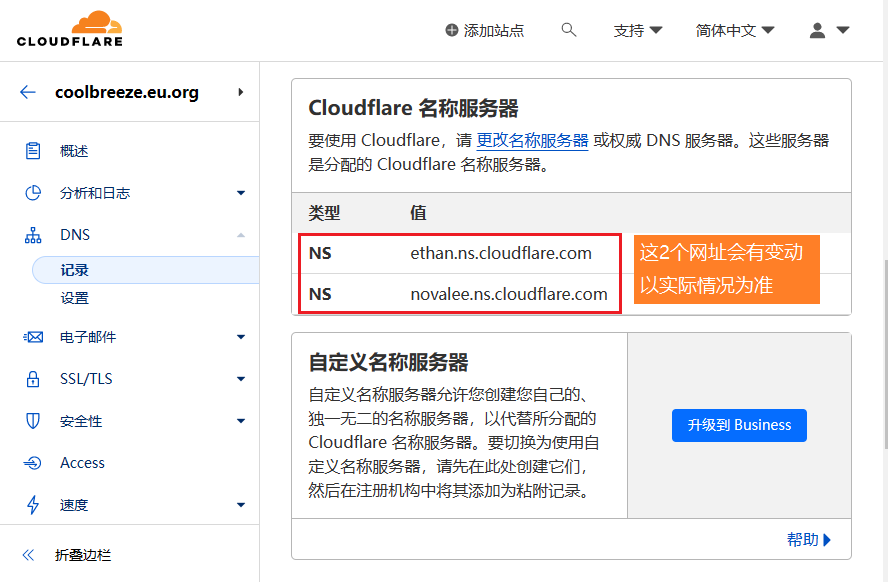 CLOUDFLARE
添加站点
支持
简体中文
coolbreeze.eu.org
概述
分析和日志
DNS
记录
设置
电子邮件
SSL/TLS
安全性
Access
速度
折叠边栏
Cloudflare 名称服务器
要使用 Cloudflare，请 更改名称服务器 或权威 DNS 服务器。这些服务器
是分配的 Cloudflare 名称服务器。
类型 值
NS ethan.ns.cloudflare.com
NS novalee.ns.cloudflare.com
这2个网址会有变动
以实际情况为准
自定义名称服务器
自定义名称服务器允许您创建您自己的、
独一无二的名称服务器，以代替所分配的
Cloudflare 名称服务器。要切换为使用自
定义名称服务器，请先在此处创建它们，
然后在注册机构中将其添加为粘附记录。
升级到 Business
帮助